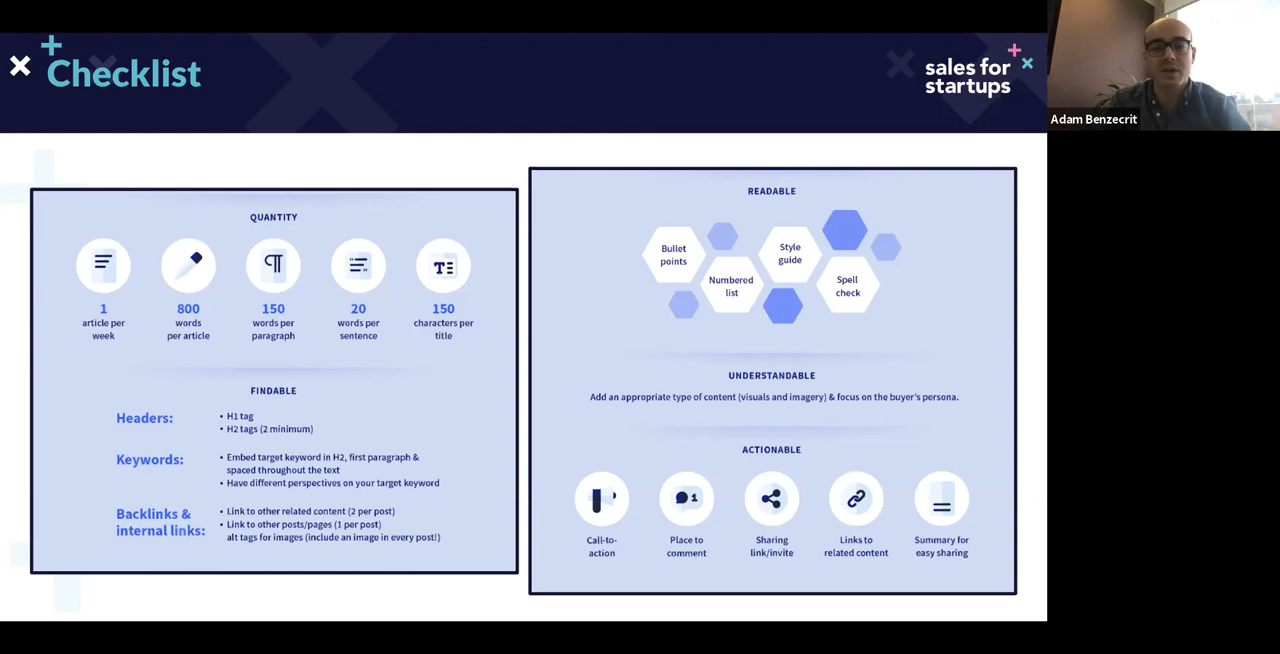 Checklist
sales for
startups
Adam Benzecrit
QUANTITY
1
article per
week
800
words
per article
150
words per
paragraph
20
words per
sentence
150
characters per
title
FINDABLE
Headers:
• H1 tag
• H2 tags (2 minimum)
Keywords:
• Embed target keyword in H2, first paragraph &
spaced throughout the text
• Have different perspectives on your target keyword
Backlinks &
internal links:
• Link to other related content (2 per post)
• Link to other posts/pages (1 per post)
alt tags for images (include an image in every post!)
READABLE
Bullet
points
Numbered
list
Style
guide
Spell
check
UNDERSTANDABLE
Add an appropriate type of content (visuals and imagery) & focus on the buyer's persona.
ACTIONABLE
1
Call-to-
action
Place to
comment
Sharing
link/invite
Links to
related content
Summary for
easy sharing